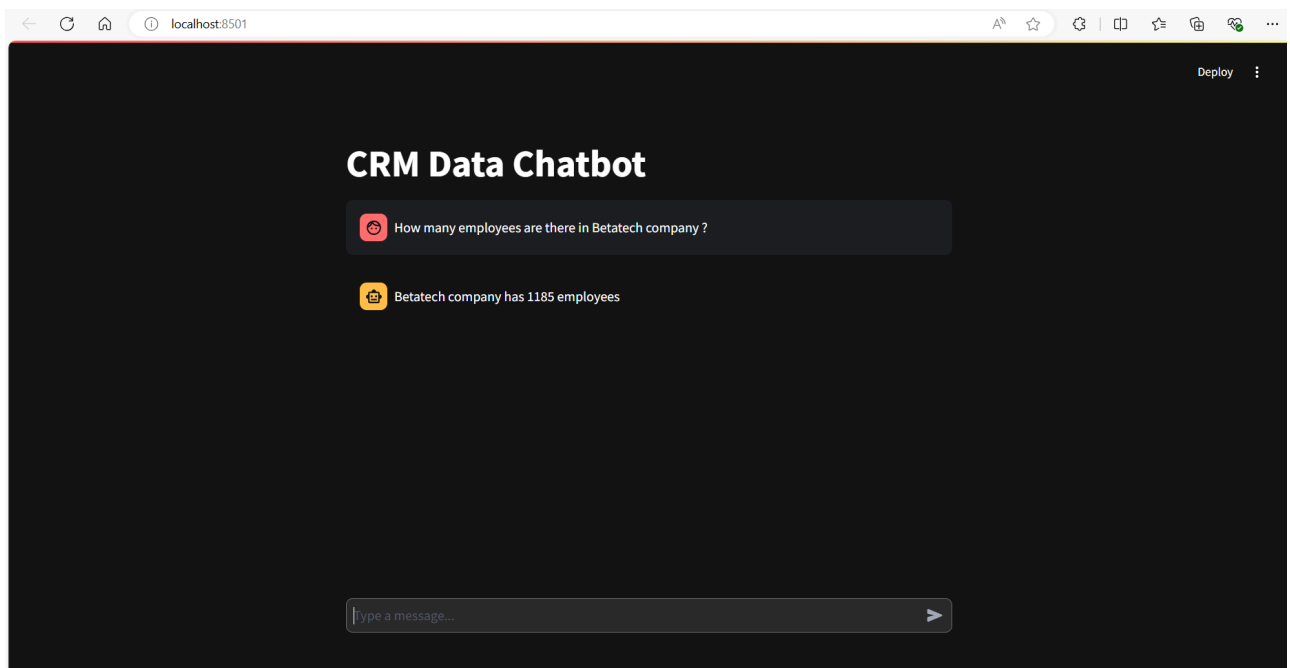 localhost:8501
Deploy
CRM Data Chatbot
How many employees are there in Betatech company ?
Betatech company has 1185 employees
Type a message...